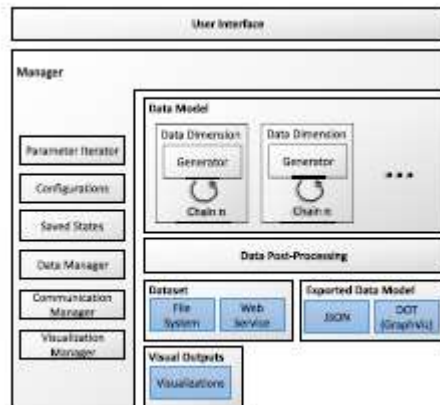 User Interface
Manager
Data Model
Data Dimension
Generator
Chain n
Data Dimension
Generator
Chain n
...
Parameter Iterator
Configurations
Saved States
Data Manager
Communication
Manager
Visualization
Manager
Data Post-Processing
Dataset
File
System
Web
Service
Exported Data Model
JSON
DOT
(GraphViz)
Visual Outputs
Visualizations